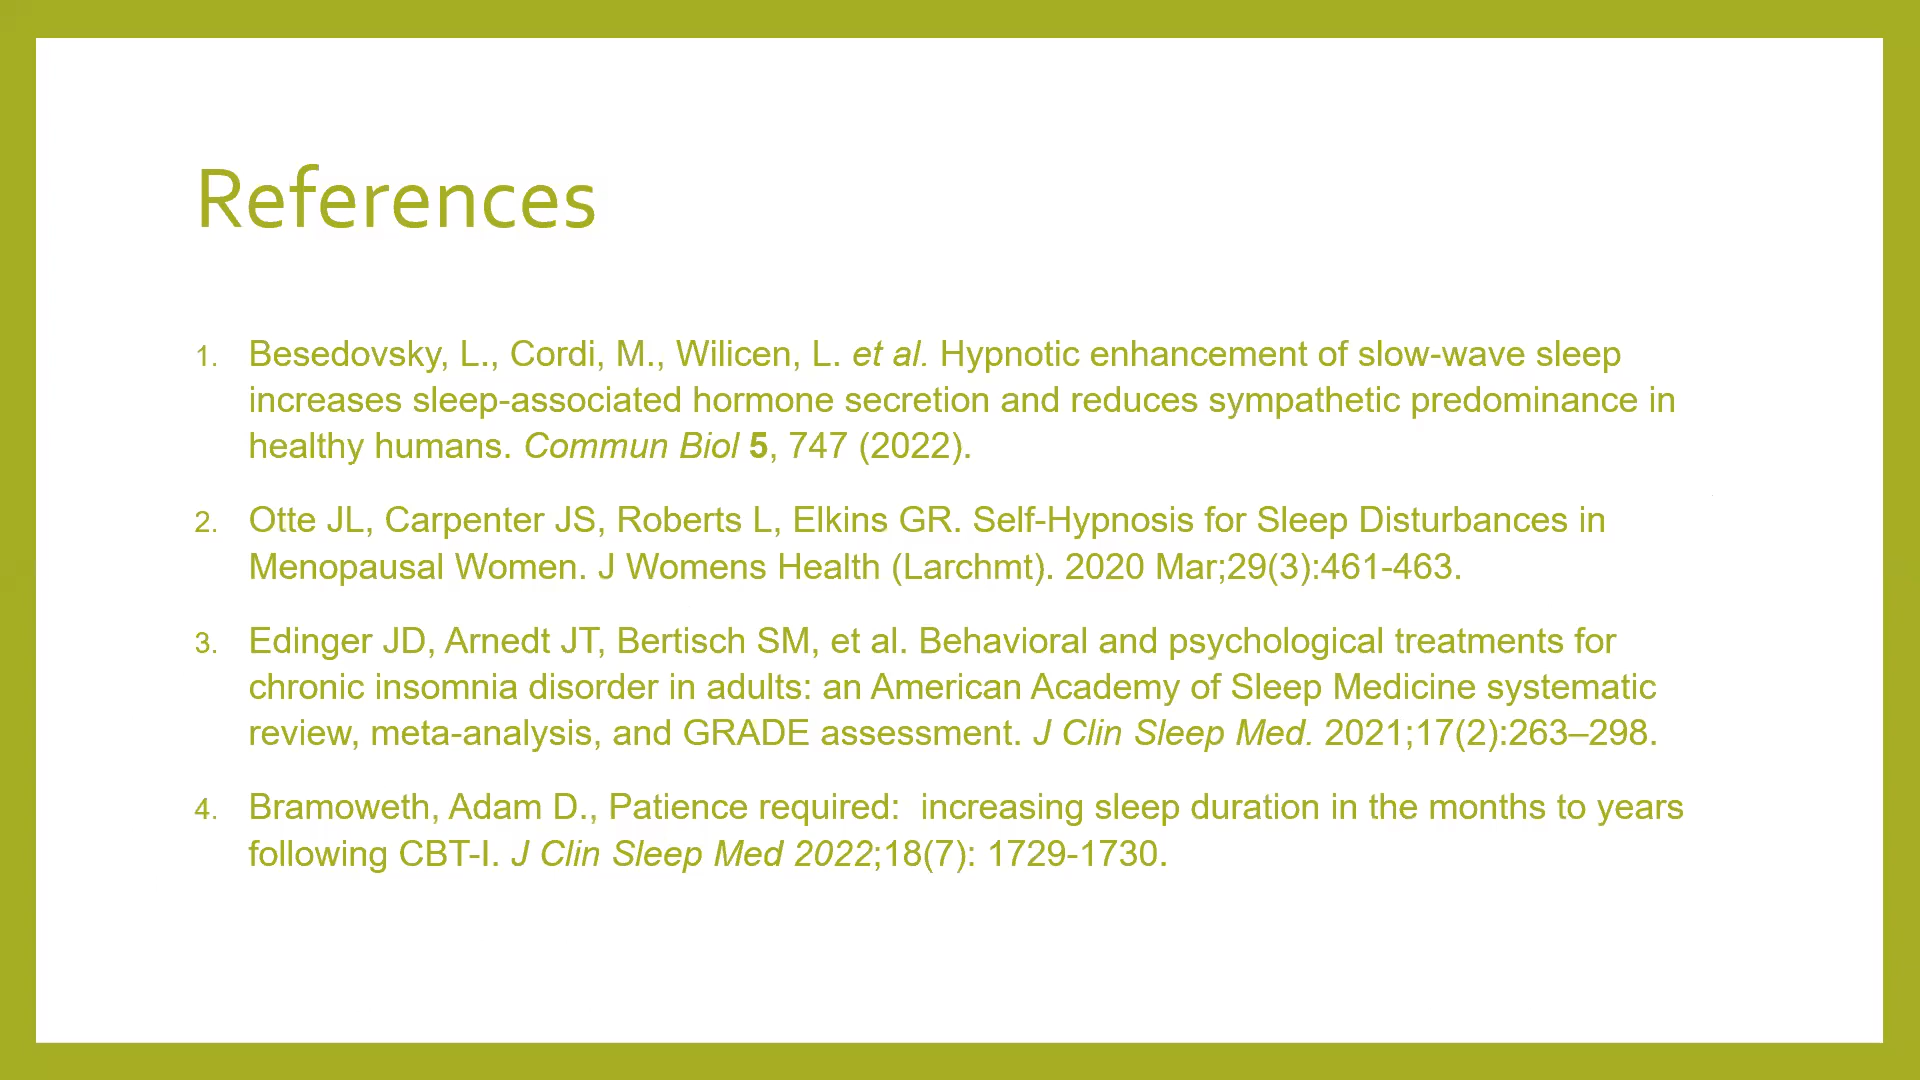 References
1. Besedovsky, L., Cordi, M., Wilicen, L. et al. Hypnotic enhancement of slow-wave sleep
increases sleep-associated hormone secretion and reduces sympathetic predominance in
healthy humans. Commun Biol 5, 747 (2022).
2. Otte JL, Carpenter JS, Roberts L, Elkins GR. Self-Hypnosis for Sleep Disturbances in
Menopausal Women. J Womens Health (Larchmt). 2020 Mar;29(3):461-463.
3. Edinger JD, Arnedt JT, Bertisch SM, et al. Behavioral and psychological treatments for
chronic insomnia disorder in adults: an American Academy of Sleep Medicine systematic
review, meta-analysis, and GRADE assessment. J Clin Sleep Med. 2021;17(2):263–298.
4. Bramoweth, Adam D., Patience required:  increasing sleep duration in the months to years
following CBT-I. J Clin Sleep Med 2022;18(7): 1729-1730.